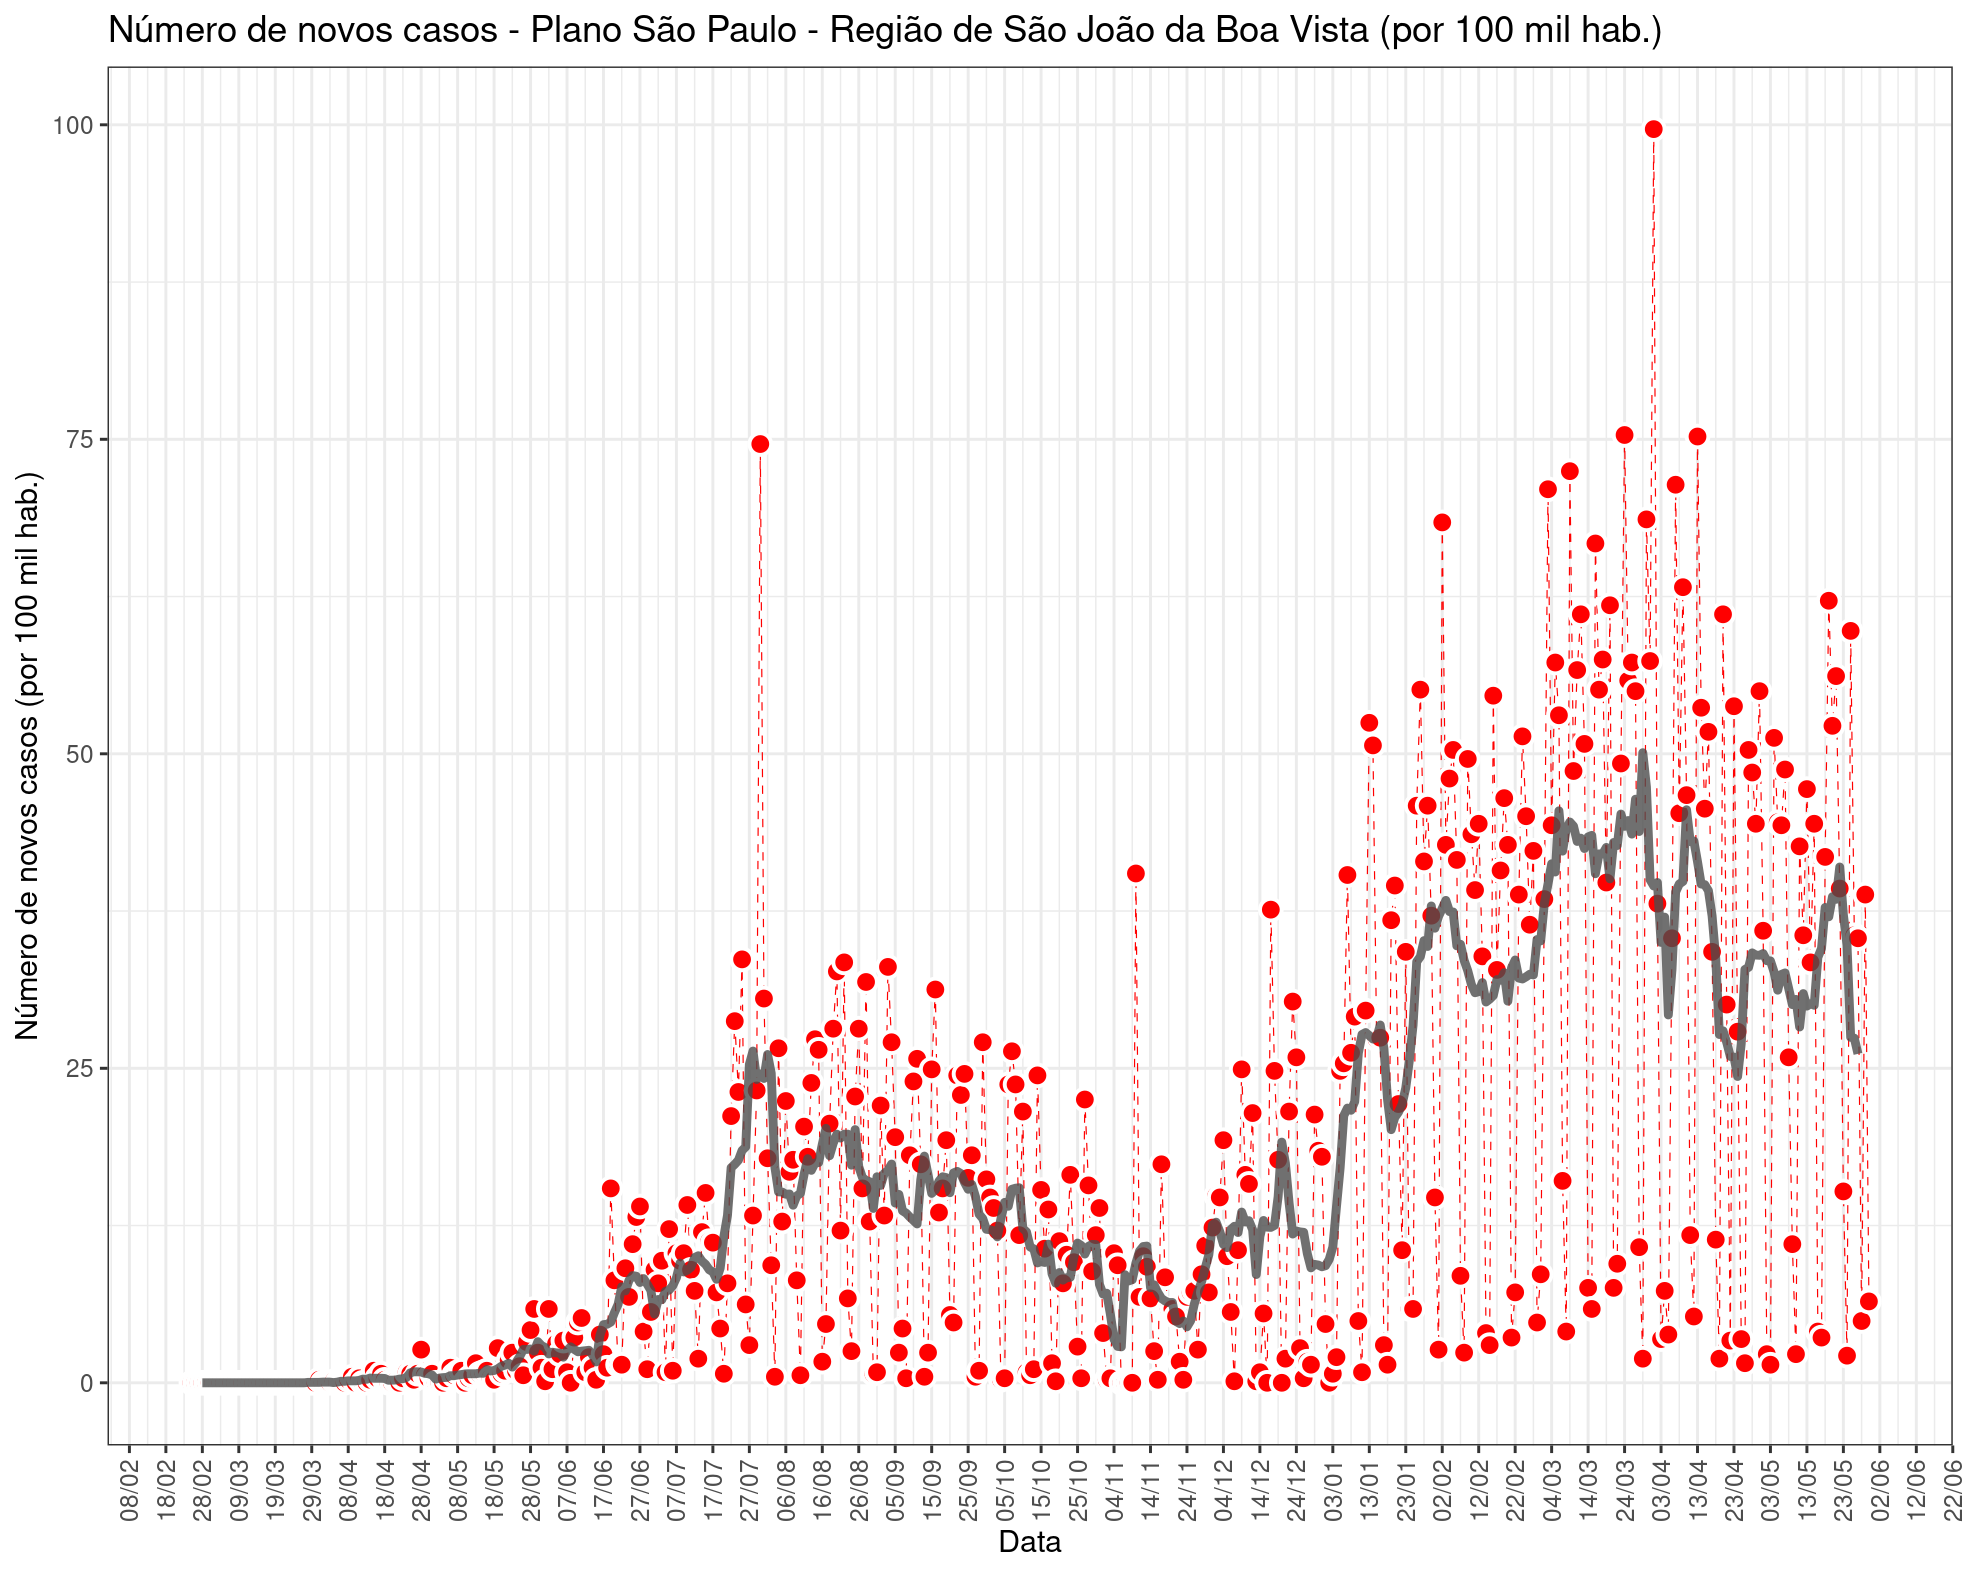 Número de novos casos - Plano São Paulo - Região de São João da Boa Vista (por 100 mil hab.)
Número de novos casos (por 100 mil hab.)
100
75
50
25
0
08/02 18/02 28/02 09/03 19/03 29/03 08/04 18/04 28/04 08/05 18/05 28/05 07/06 17/06 27/06 07/07 17/07 27/07 06/08 16/08 26/08 05/09 15/09 25/09 05/10 15/10 25/10 04/11 14/11 24/11 04/12 14/12 24/12 03/01 13/01 23/01 02/02 12/02 22/02 04/03 14/03 24/03 03/04 13/04 23/04 03/05 13/05 23/05 02/06 12/06 22/06
Data